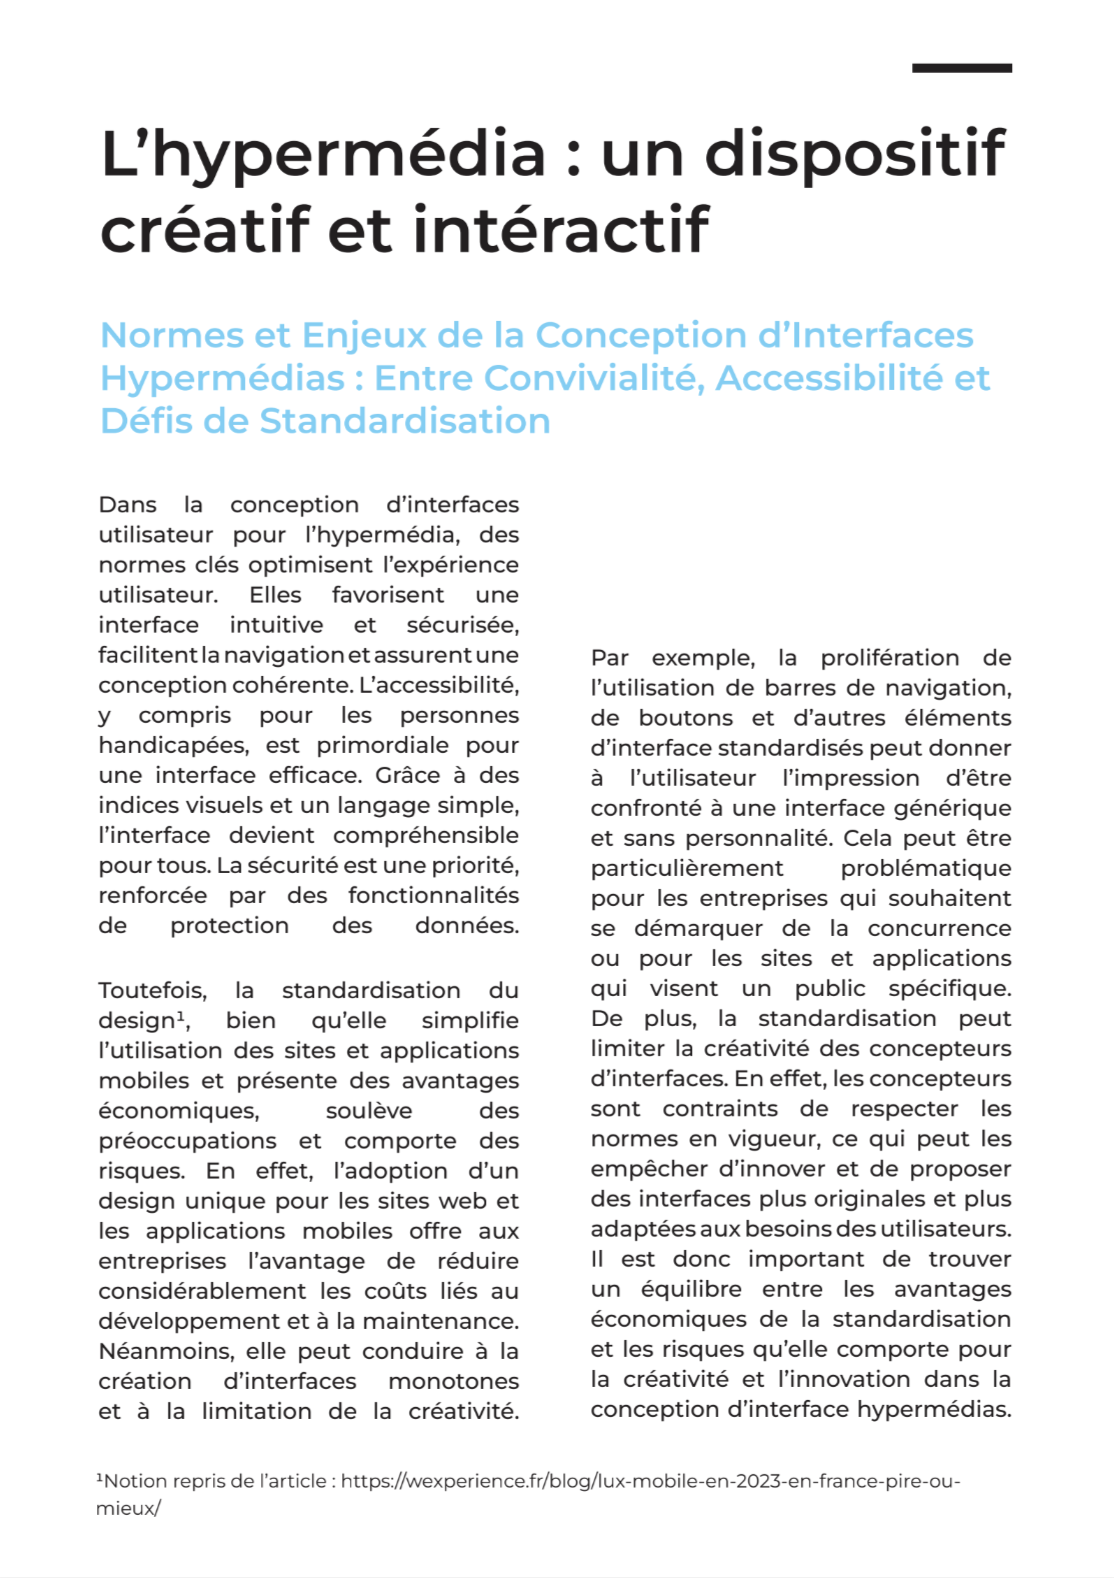 L’hypermédia : un dispositif
créatif et intéractif
Normes et Enjeux de la Conception d’Interfaces
Hypermédias : Entre Convivialité, Accessibilité et
Défis de Standardisation
Dans la conception d’interfaces
utilisateur pour l’hypermédia, des
normes clés optimisent l’expérience
utilisateur. Elles favorisent une
interface intuitive et sécurisée,
facilitent la navigation et assurent une
conception cohérente. L’accessibilité,
y compris pour les personnes
handicapées, est primordiale pour
une interface efficace. Grâce à des
indices visuels et un langage simple,
l’interface devient compréhensible
pour tous. La sécurité est une priorité,
renforcée par des fonctionnalités
de protection des données.
Toutefois, la standardisation du
design¹, bien qu’elle simplifie
l’utilisation des sites et applications
mobiles et présente des avantages
économiques, soulève des
préoccupations et comporte des
risques. En effet, l’adoption d’un
design unique pour les sites web et
les applications mobiles offre aux
entreprises l’avantage de réduire
considérablement les coûts liés au
développement et à la maintenance.
Néanmoins, elle peut conduire à la
création d’interfaces monotones
et à la limitation de la créativité.
Par exemple, la prolifération de
l’utilisation de barres de navigation,
de boutons et d’autres éléments
d’interface standardisés peut donner
à l’utilisateur l’impression d’être
confronté à une interface générique
et sans personnalité. Cela peut être
particulièrement problématique
pour les entreprises qui souhaitent
se démarquer de la concurrence
ou pour les sites et applications
qui visent un public spécifique.
De plus, la standardisation peut
limiter la créativité des concepteurs
d’interfaces. En effet, les concepteurs
sont contraints de respecter les
normes en vigueur, ce qui peut les
empêcher d’innover et de proposer
des interfaces plus originales et plus
adaptées aux besoins des utilisateurs.
Il est donc important de trouver
un équilibre entre les avantages
économiques de la standardisation
et les risques qu’elle comporte pour
la créativité et l’innovation dans la
conception d’interface hypermédias.
¹Notion repris de l’article : https://wexperience.fr/blog/lux-mobile-en-2023-en-france-pire-ou-
mieux/